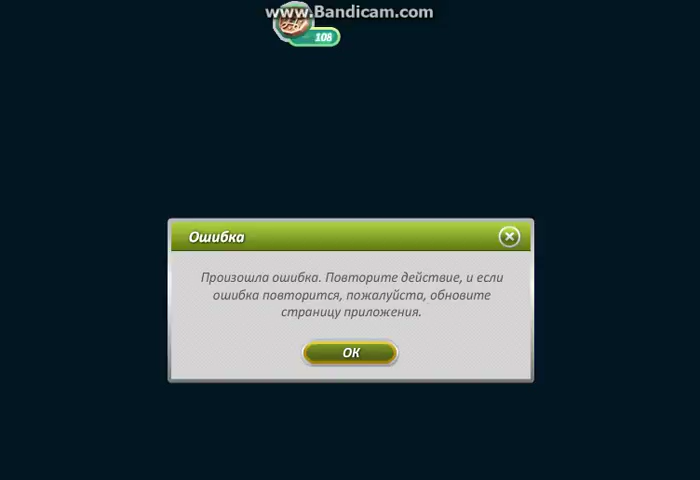 www.Bandicam.com
108
Ошибка
Произошла ошибка. Повторите действие, и если
ошибка повторится, пожалуйста, обновите
страницу приложения.
ОК